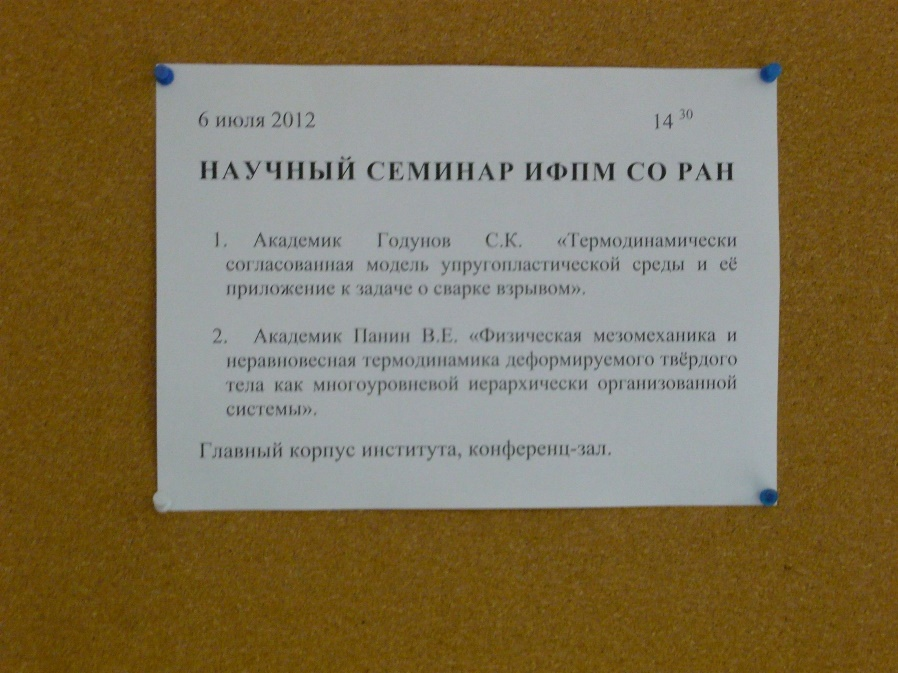 6 июля 2012 14 30
НАУЧНЫЙ СЕМИНАР ИФПМ СО РАН
1. Академик Годунов С.К. «Термодинамически
согласованная модель упругопластической среды и её
приложение к задаче о сварке взрывом».
2. Академик Панин В.Е. «Физическая мезомеханика и
неравновесная термодинамика деформируемого твёрдого
тела как многоуровневой иерархически организованной
системы».
Главный корпус института, конференц-зал.